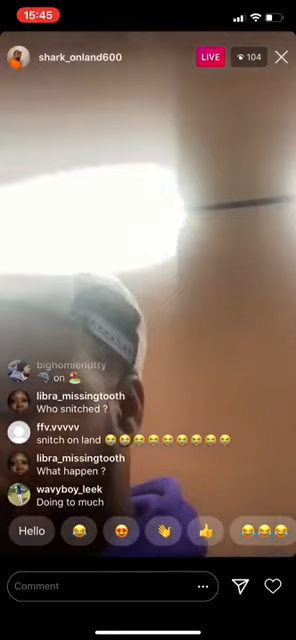 15:45
shark_onland600
LIVE
104
bighomienutty
🐬 on 🏖️
libra_missingtooth
Who snitched ?
ffv.vvvvv
snitch on land 😭😭😭😭😭😭😭😭😭😭
libra_missingtooth
What happen ?
wavyboy_leek
Doing to much
Hello 😂 😍 👋 👍 😂😂😂
Comment